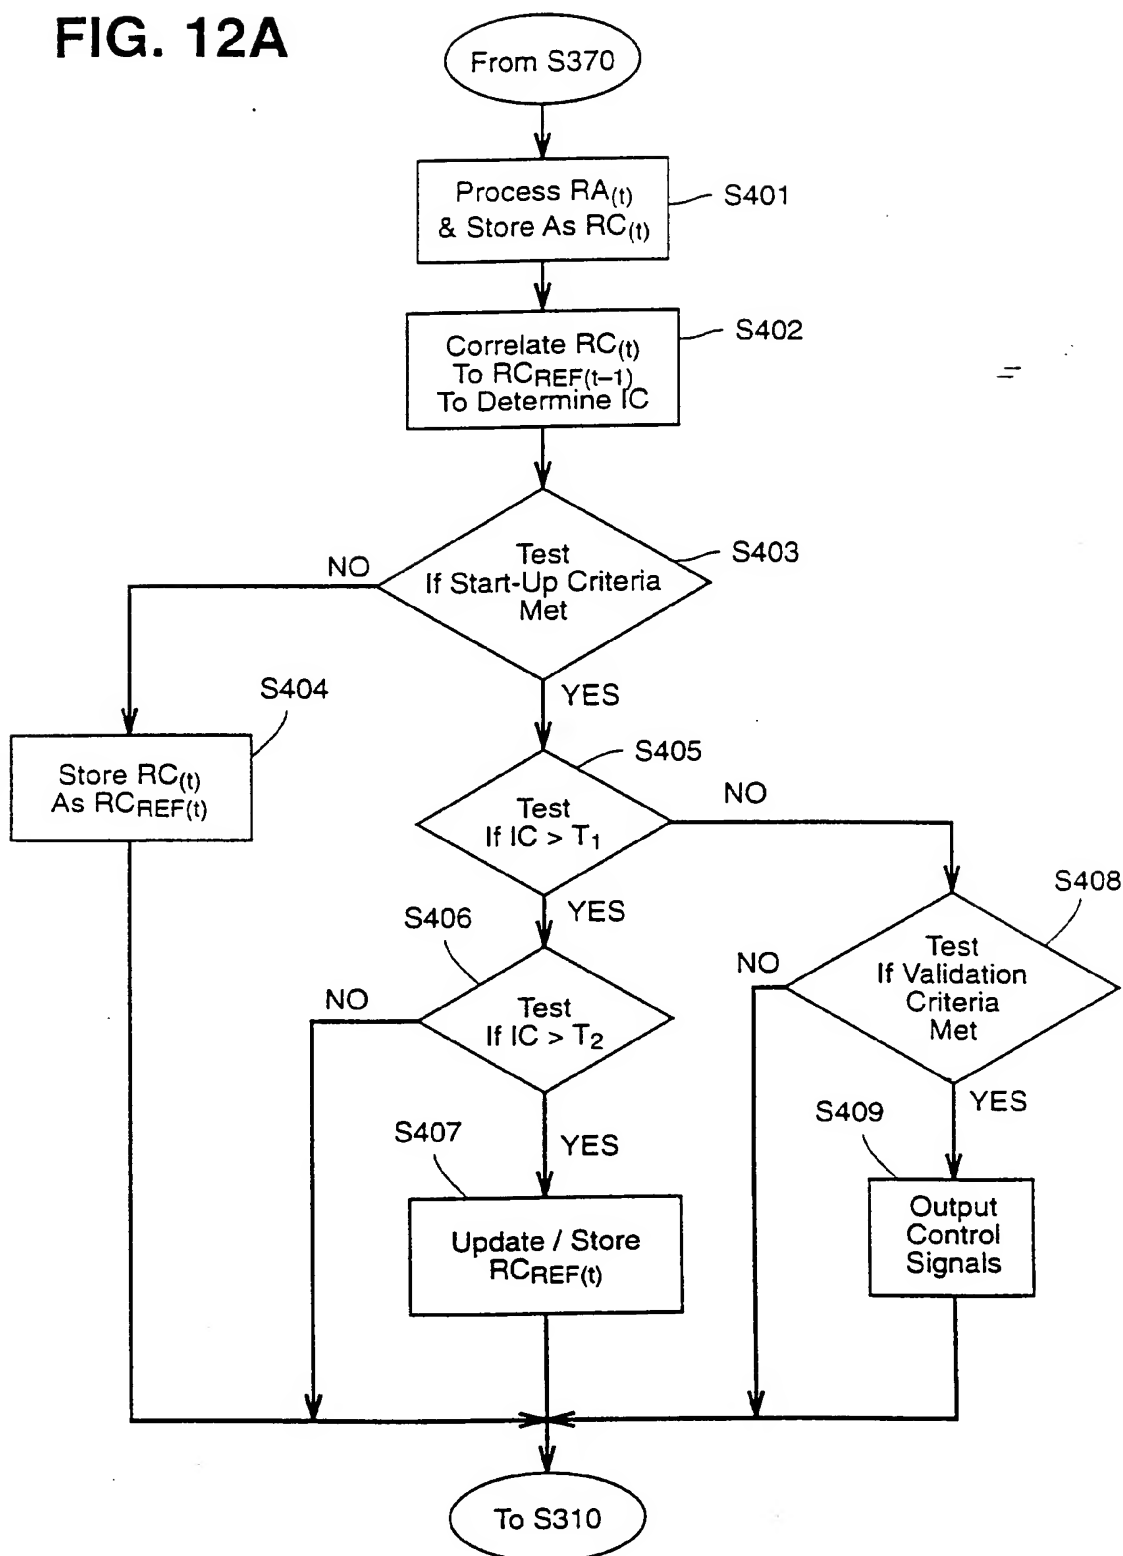 FIG. 12A
From S370
Process RA(t)
& Store As RC(t)
S401
Correlate RC(t)
To RCREF(t–1)
To Determine IC
S402
Test
If Start-Up Criteria
Met
S403
NO
YES
S404
Store RC(t)
As RCREF(t)
S405
Test
If IC > T1
NO
YES
S406
Test
If IC > T2
NO
YES
S408
Test
If Validation
Criteria
Met
NO
YES
S407
Update / Store
RCREF(t)
S409
Output
Control
Signals
To S310